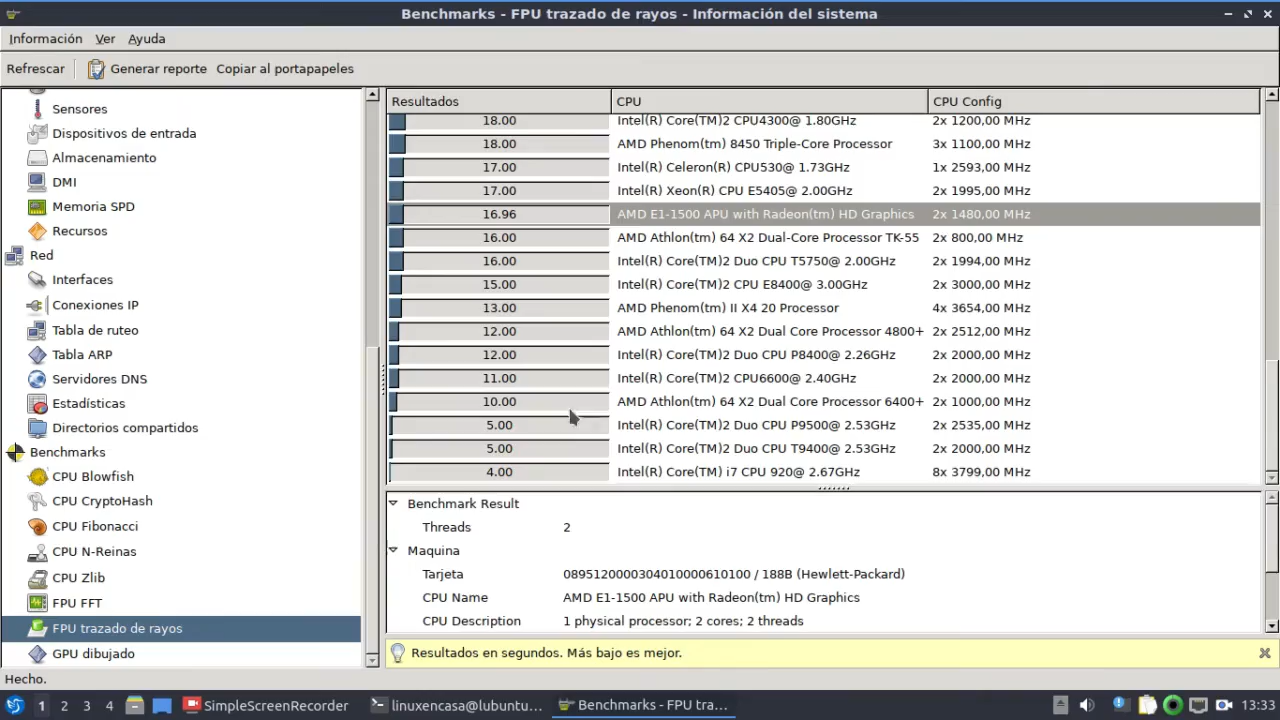 Benchmarks - FPU trazado de rayos - Información del sistema
Información Ver Ayuda
Refrescar Generar reporte Copiar al portapapeles
Sensores
Dispositivos de entrada
Almacenamiento
DMI
Memoria SPD
Recursos
Red
Interfaces
Conexiones IP
Tabla de ruteo
Tabla ARP
Servidores DNS
Estadísticas
Directorios compartidos
Benchmarks
CPU Blowfish
CPU CryptoHash
CPU Fibonacci
CPU N-Reinas
CPU Zlib
FPU FFT
FPU trazado de rayos
GPU dibujado
Resultados CPU CPU Config
18.00 Intel(R) Core(TM)2 CPU4300@ 1.80GHz 2x 1200,00 MHz
18.00 AMD Phenom(tm) 8450 Triple-Core Processor 3x 1100,00 MHz
17.00 Intel(R) Celeron(R) CPU530@ 1.73GHz 1x 2593,00 MHz
17.00 Intel(R) Xeon(R) CPU E5405@ 2.00GHz 2x 1995,00 MHz
16.96 AMD E1-1500 APU with Radeon(tm) HD Graphics 2x 1480,00 MHz
16.00 AMD Athlon(tm) 64 X2 Dual-Core Processor TK-55 2x 800,00 MHz
16.00 Intel(R) Core(TM)2 Duo CPU T5750@ 2.00GHz 2x 1994,00 MHz
15.00 Intel(R) Core(TM)2 CPU E8400@ 3.00GHz 2x 3000,00 MHz
13.00 AMD Phenom(tm) II X4 20 Processor 4x 3654,00 MHz
12.00 AMD Athlon(tm) 64 X2 Dual Core Processor 4800+ 2x 2512,00 MHz
12.00 Intel(R) Core(TM)2 Duo CPU P8400@ 2.26GHz 2x 2000,00 MHz
11.00 Intel(R) Core(TM)2 CPU6600@ 2.40GHz 2x 2000,00 MHz
10.00 AMD Athlon(tm) 64 X2 Dual Core Processor 6400+ 2x 1000,00 MHz
5.00 Intel(R) Core(TM)2 Duo CPU P9500@ 2.53GHz 2x 2535,00 MHz
5.00 Intel(R) Core(TM)2 Duo CPU T9400@ 2.53GHz 2x 2000,00 MHz
4.00 Intel(R) Core(TM) i7 CPU 920@ 2.67GHz 8x 3799,00 MHz
Benchmark Result
Threads 2
Maquina
Tarjeta 0895120000304010000610100 / 188B (Hewlett-Packard)
CPU Name AMD E1-1500 APU with Radeon(tm) HD Graphics
CPU Description 1 physical processor; 2 cores; 2 threads
Resultados en segundos. Más bajo es mejor.
Hecho.
1 2 3 4 SimpleScreenRecorder linuxencasa@lubuntu... Benchmarks - FPU tra... 13:33